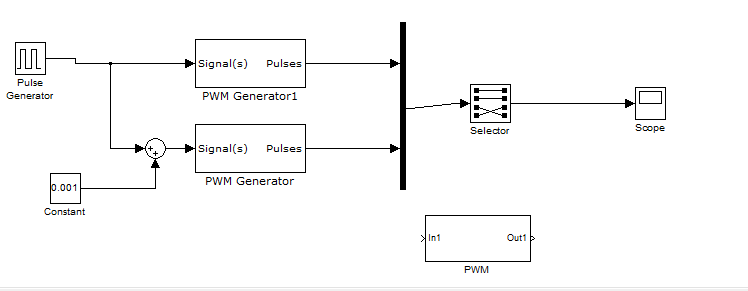 Signal(s) Pulses
Pulse
Generator
PWM Generator1
Selector
Scope
Signal(s) Pulses
PWM Generator
0.001
Constant
In1 Out1
PWM